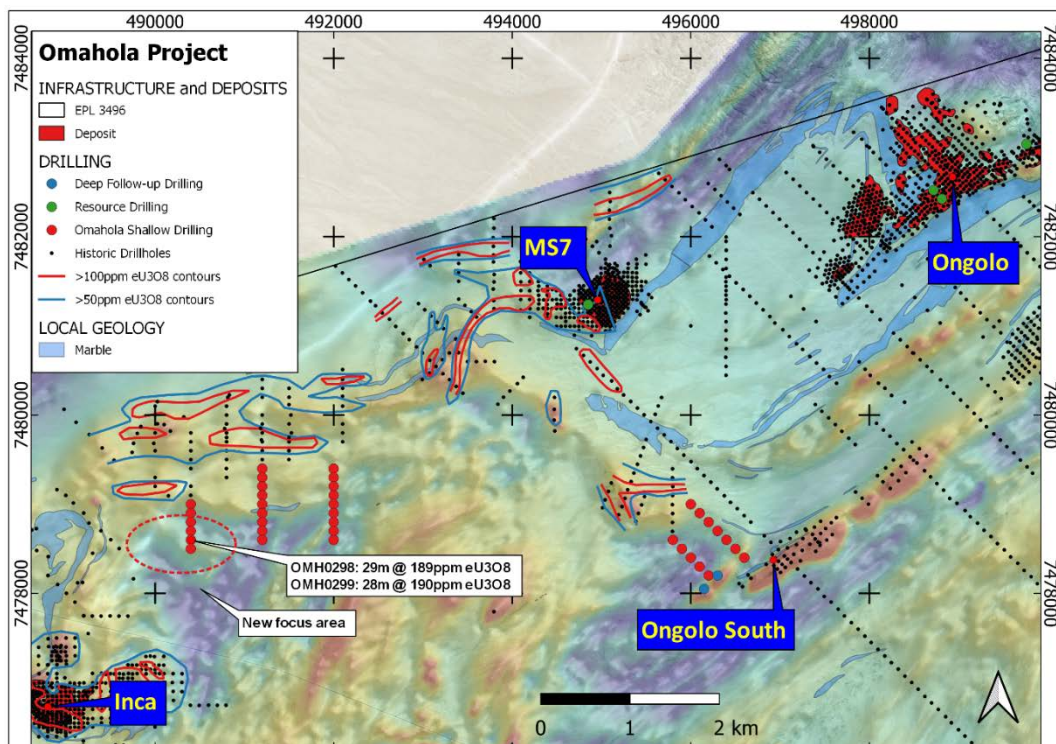 490000 492000 494000 496000 498000
7484000
7484000
Omahola Project
INFRASTRUCTURE and DEPOSITS
EPL 3496
Deposit
DRILLING
Deep Follow-up Drilling
Resource Drilling
Omahola Shallow Drilling
Historic Drillholes
>100ppm eU3O8 contours
>50ppm eU3O8 contours
LOCAL GEOLOGY
Marble
7482000
7482000
MS7
Ongolo
7480000
7480000
OMH0298: 29m @ 189ppm eU3O8
OMH0299: 28m @ 190ppm eU3O8
7478000
7478000
New focus area
Ongolo South
Inca
0 1 2 km